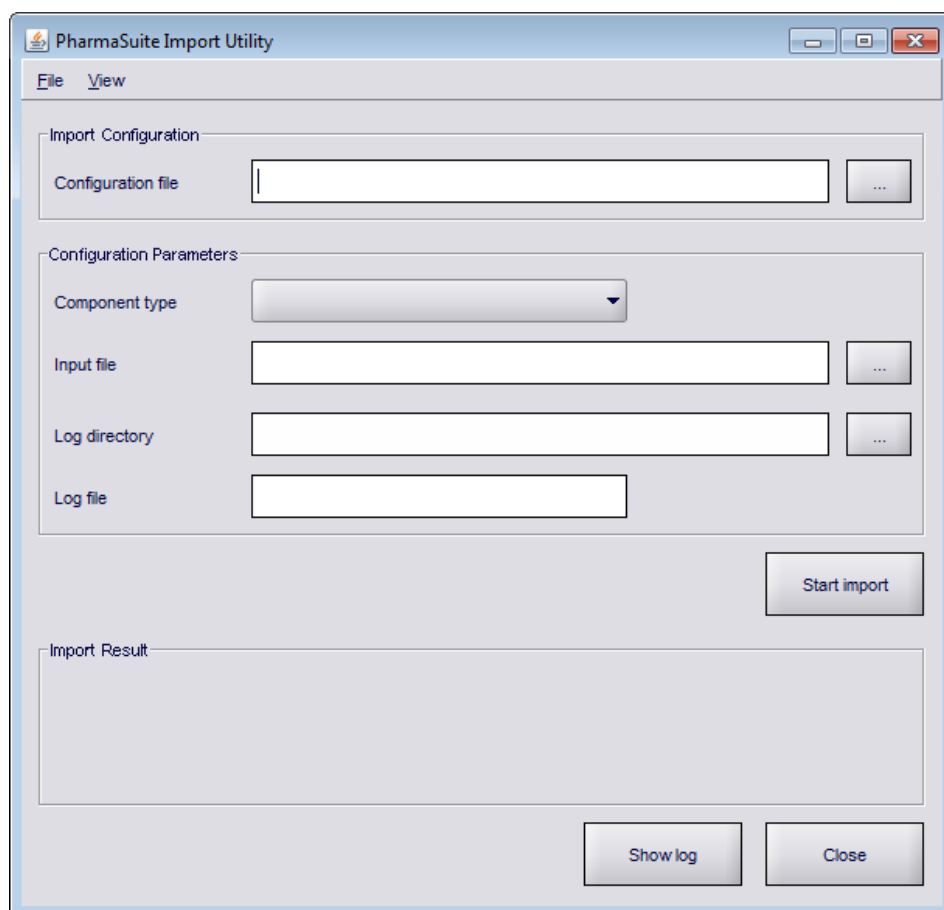 PharmaSuite Import Utility
File View
Import Configuration
Configuration file ...
Configuration Parameters
Component type
Input file ...
Log directory ...
Log file
Start import
Import Result
Show log Close